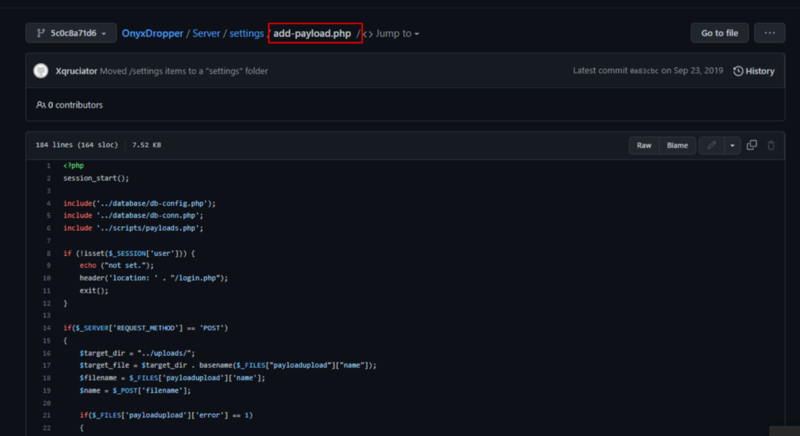 5c0c8a71d6
OnyxDropper / Server / settings / add-payload.php / <> Jump to
Go to file
...
Xqruciator Moved /settings items to a "settings" folder
Latest commit 0a83cbc on Sep 23, 2019 History
0 contributors
184 lines (164 sloc) 7.52 KB
Raw Blame
1 <?php
2 session_start();
3
4 include('../database/db-config.php');
5 include '../database/db-conn.php';
6 include '../scripts/payloads.php';
7
8 if (!isset($_SESSION['user'])) {
9 echo ("not set.");
10 header('location: ' . "/login.php");
11 exit();
12 }
13
14 if($_SERVER['REQUEST_METHOD'] == 'POST')
15 {
16 $target_dir = "../uploads/";
17 $target_file = $target_dir . basename($_FILES["payloadupload"]["name"]);
18 $filename = $_FILES['payloadupload']['name'];
19 $name = $_POST['filename'];
20
21 if($_FILES['payloadupload']['error'] == 1)
22 {